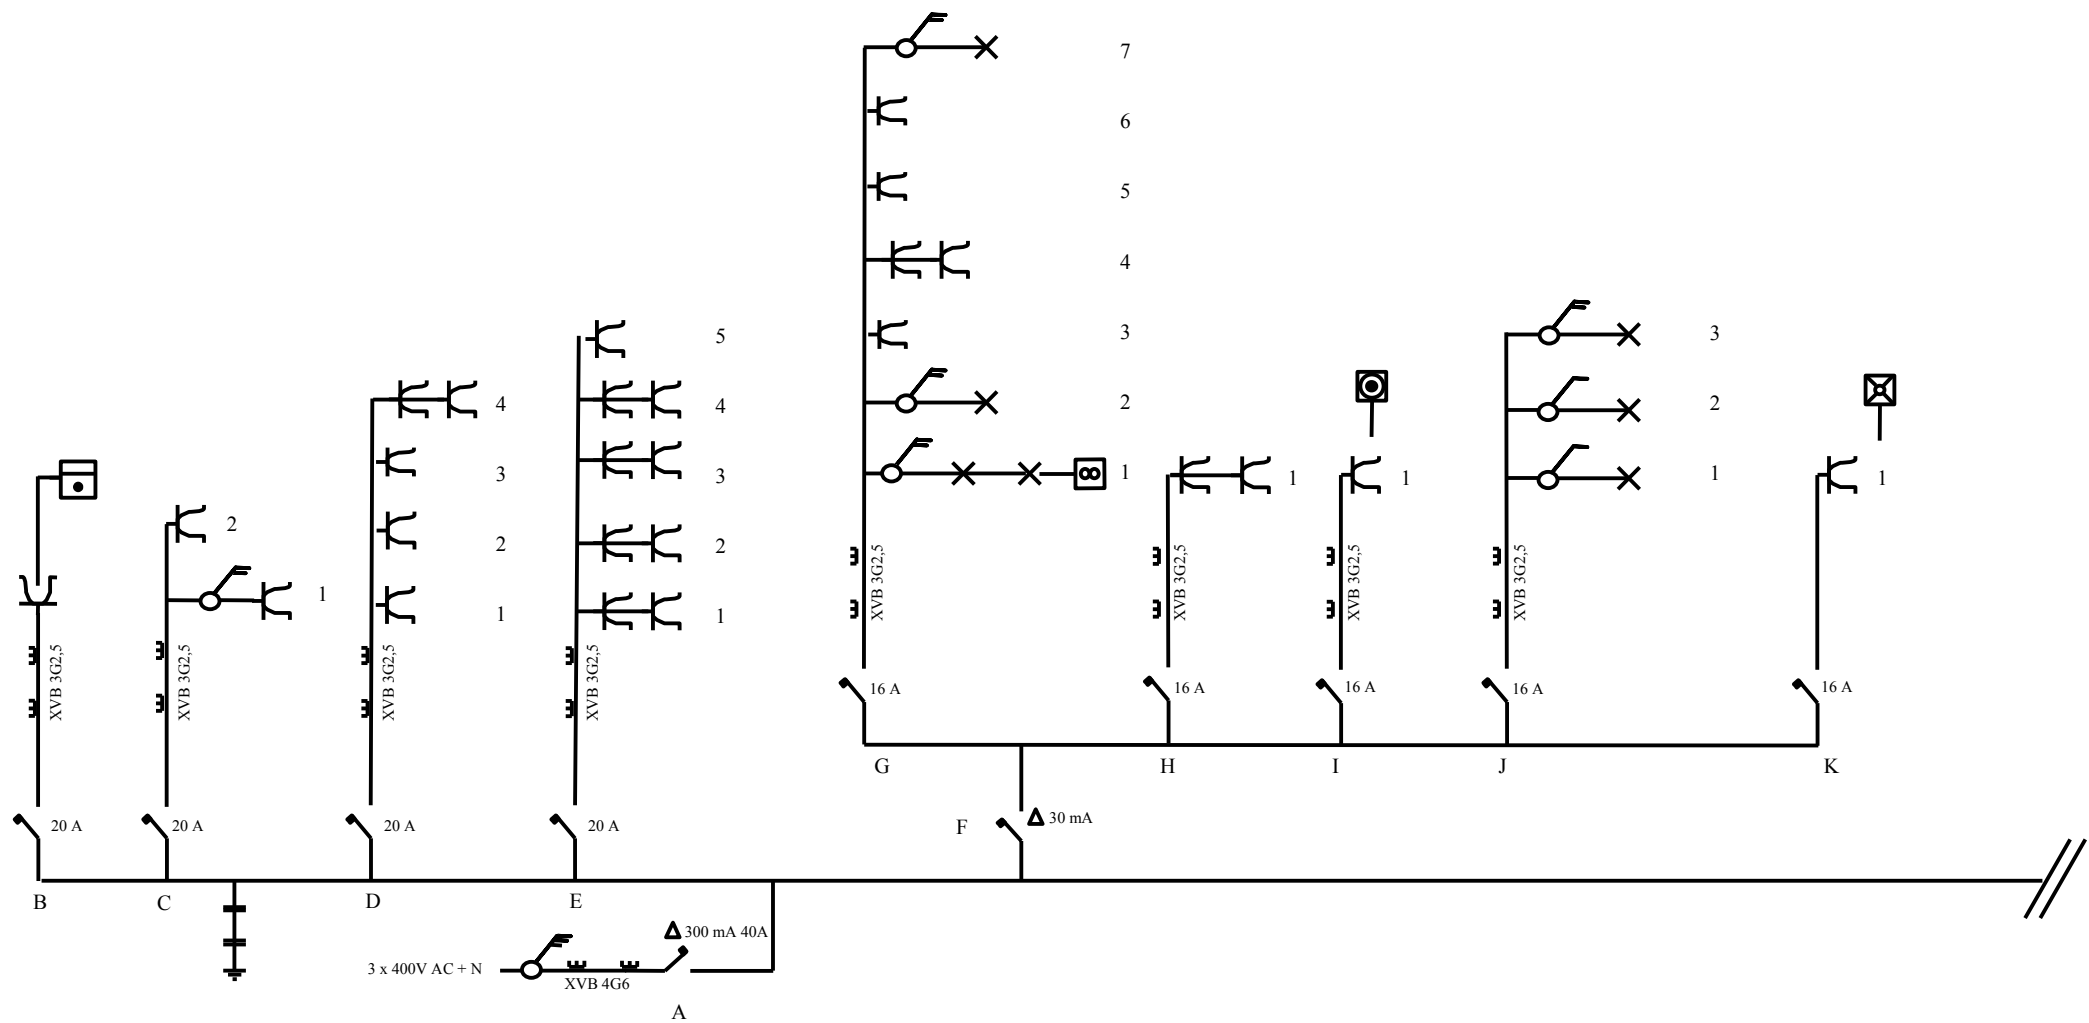 7
6
5
4
3
2
1
5
4
3
2
1
4
3
2
1
2
1
1
1
3
2
1
1
XVB 3G2,5
XVB 3G2,5
XVB 3G2,5
XVB 3G2,5
XVB 3G2,5
XVB 3G2,5
XVB 3G2,5
XVB 3G2,5
16 A
16 A
16 A
16 A
16 A
G
H
I
J
K
20 A
20 A
20 A
20 A
F
30 mA
B
C
D
E
300 mA 40A
3 x 400V AC + N
XVB 4G6
A